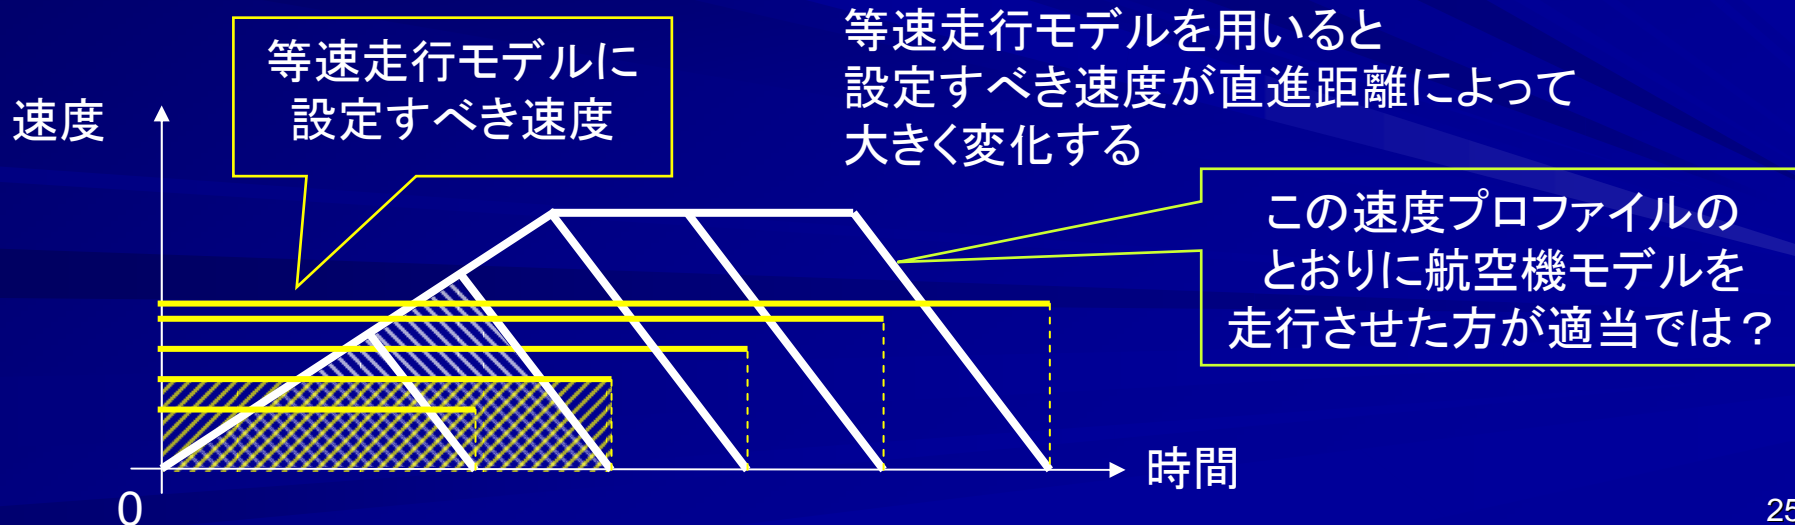 等速走行モデルに
設定すべき速度
等速走行モデルを用いると
設定すべき速度が直進距離によって
大きく変化する
速度
この速度プロファイルの
とおりに航空機モデルを
走行させた方が適当では？
時間
0
25